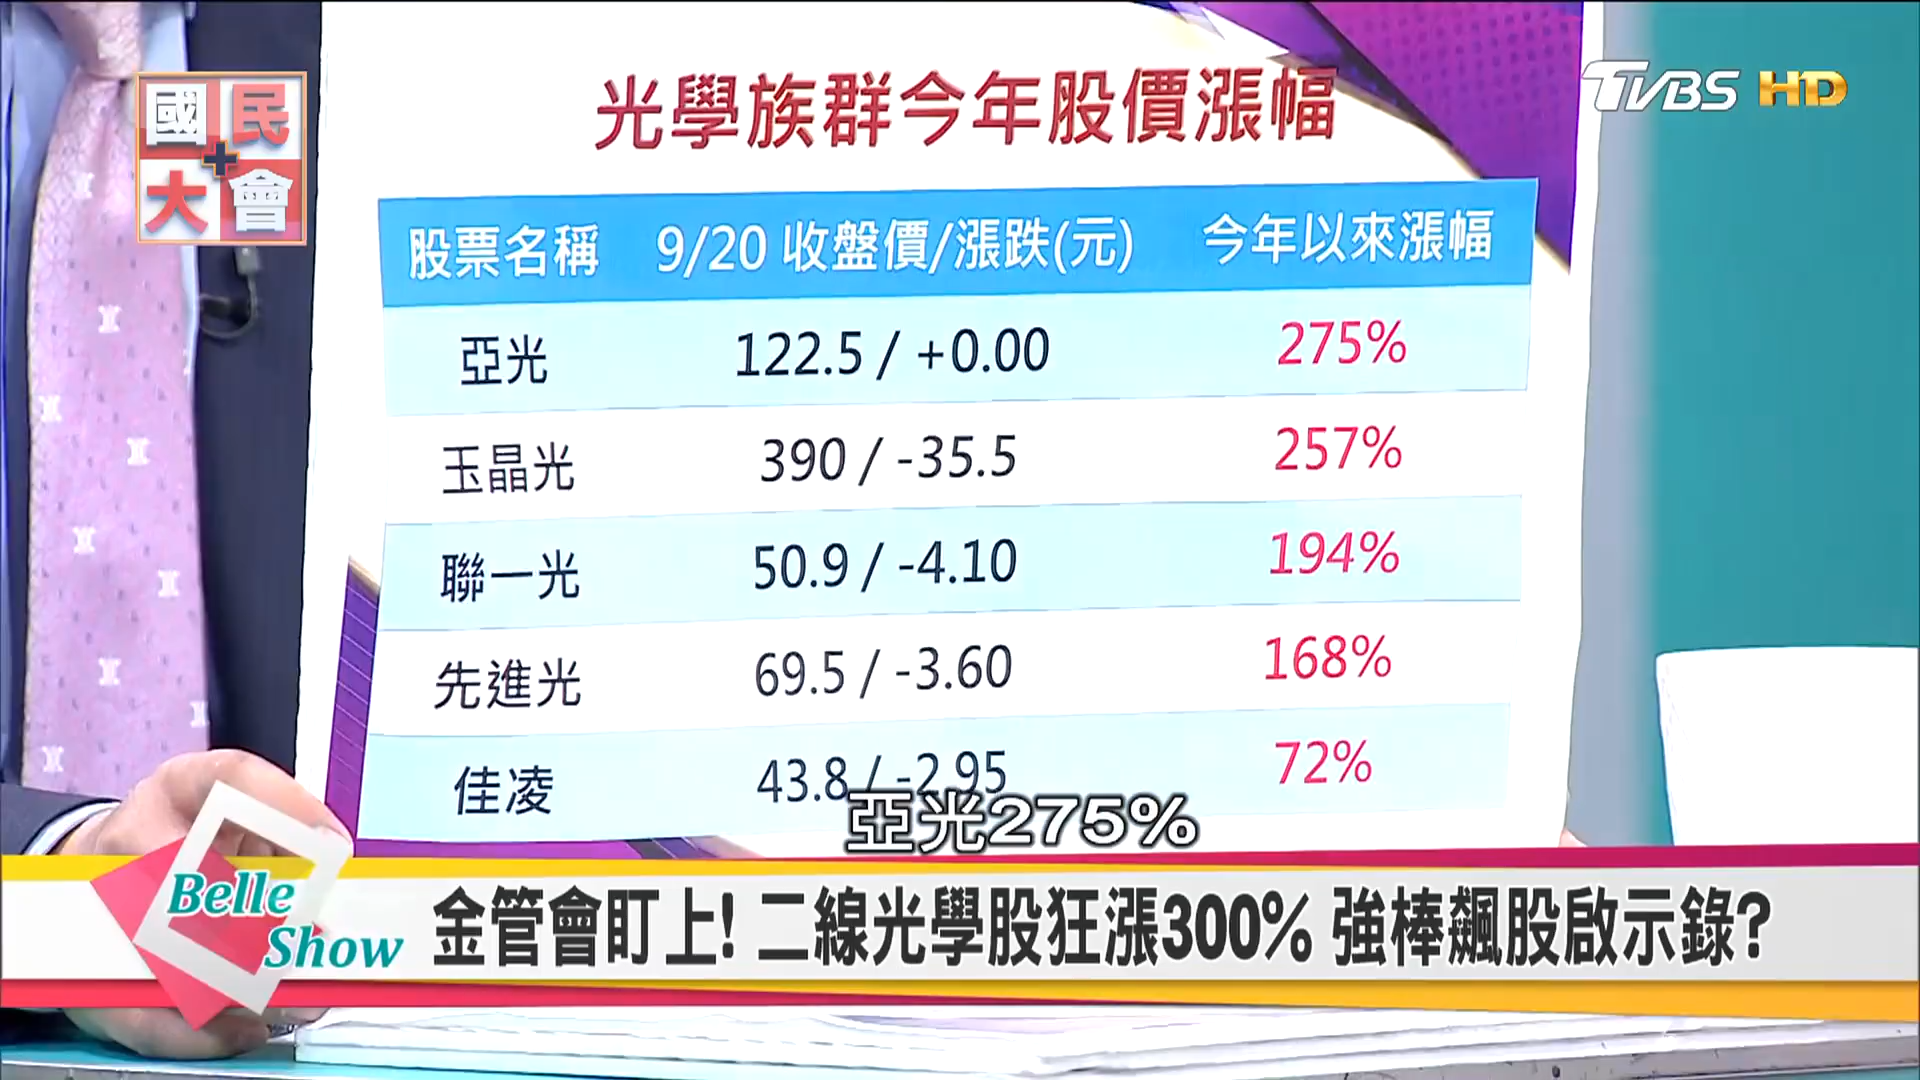 國民
大會
TVBS HD
光學族群今年股價漲幅
股票名稱 9/20 收盤價/漲跌(元) 今年以來漲幅
亞光 122.5 / +0.00 275%
玉晶光 390 / -35.5 257%
聯一光 50.9 / -4.10 194%
先進光 69.5 / -3.60 168%
佳凌 43.8 / -2.95 72%
亞光275%
Belle
Show
金管會盯上! 二線光學股狂漲300% 強棒飆股啟示錄?